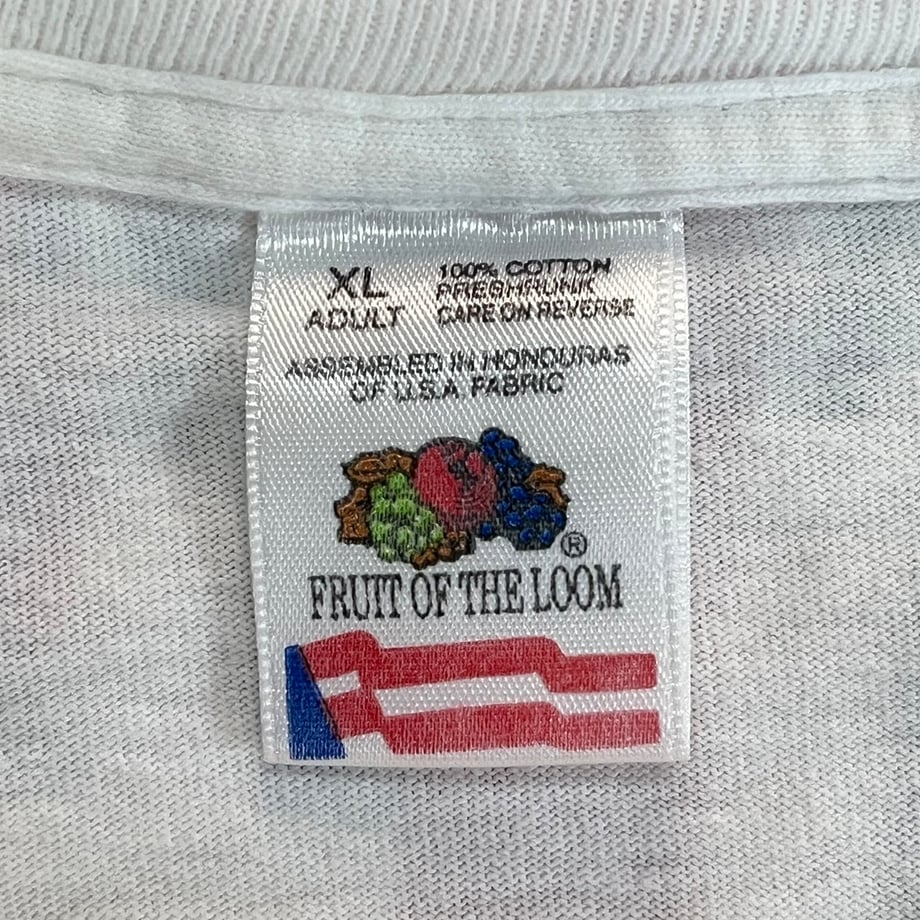 XL
ADULT
100% COTTON
PRESHRUNK
CARE ON REVERSE
ASSEMBLED IN HONDURAS
OF U.S.A FABRIC
®
FRUIT OF THE LOOM